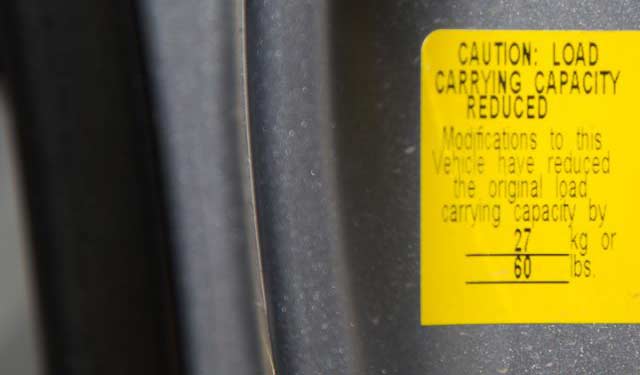 CAUTION: LOAD
CARRYING CAPACITY
REDUCED
Modifications to this
Vehicle have reduced
the original load
carrying capacity by
27 kg or
60 lbs.